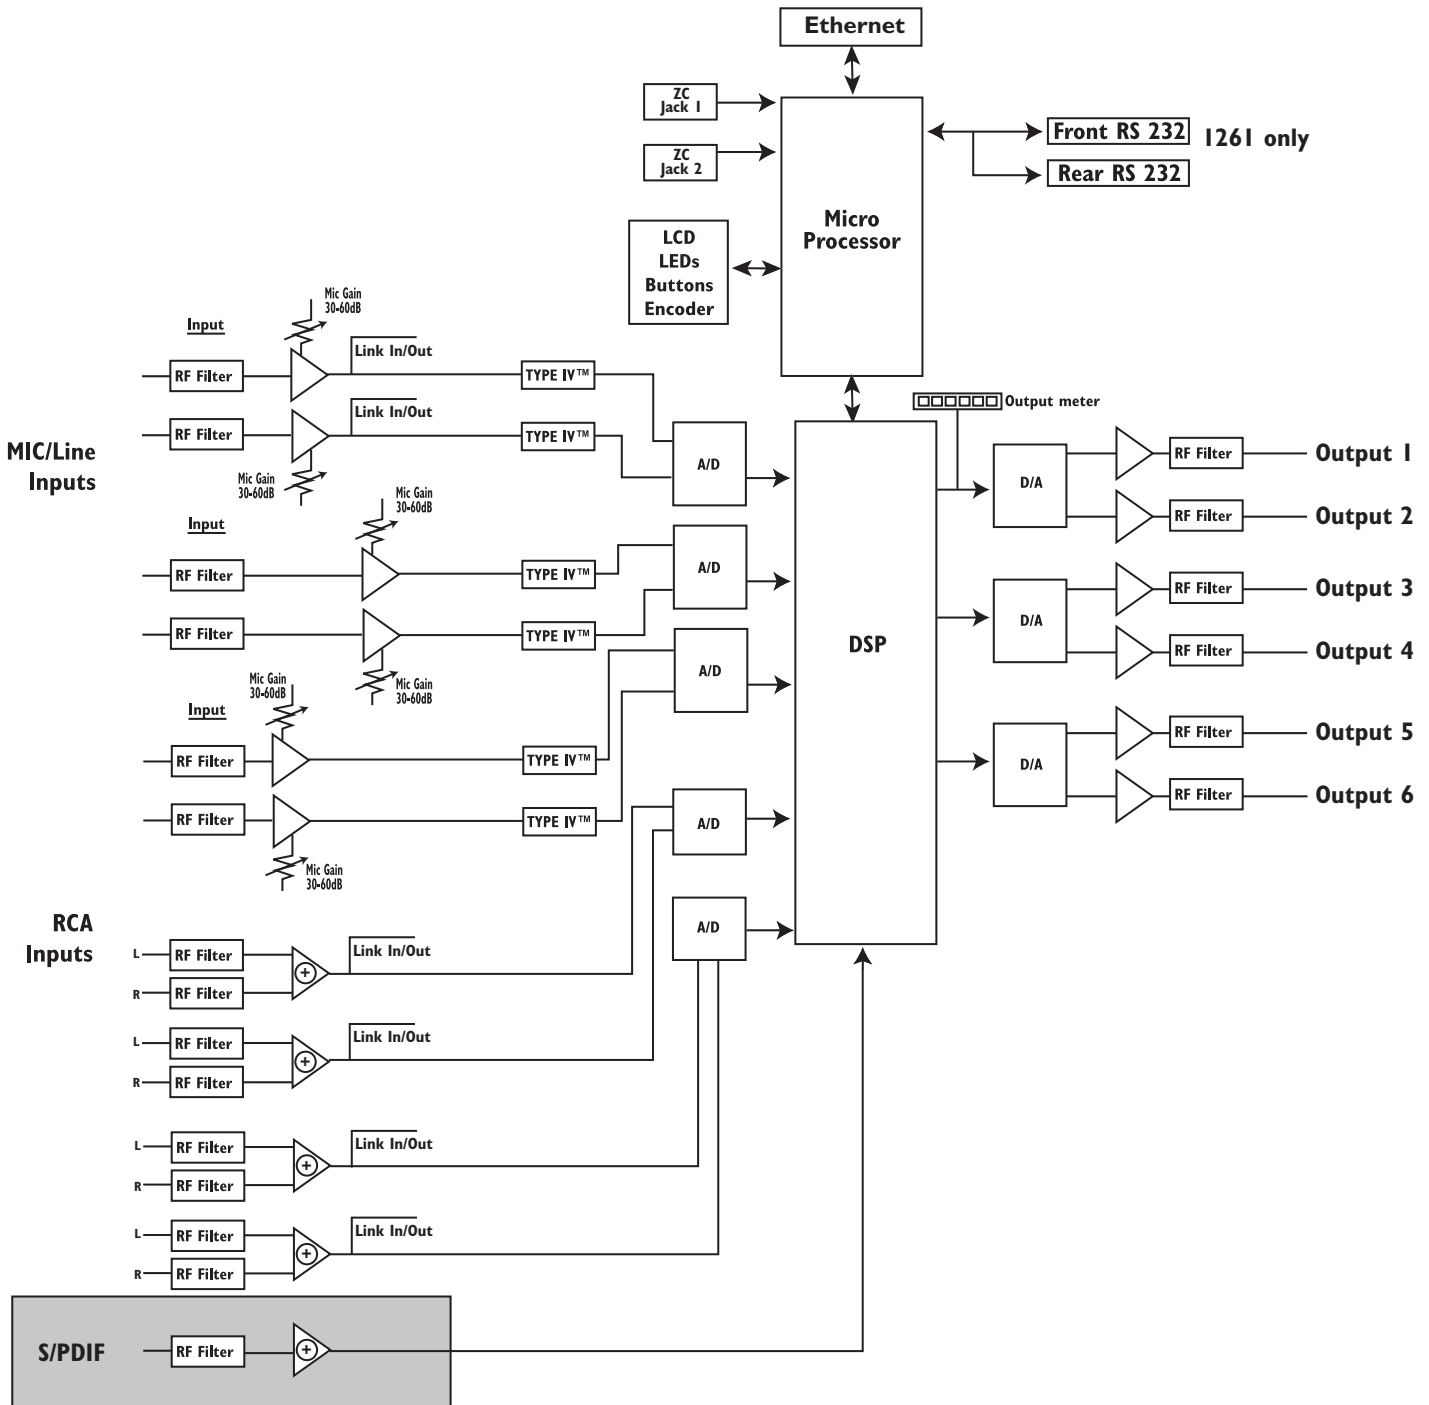 Ethernet
ZC
Jack 1
ZC
Jack 2
Front RS 232
1261 only
Rear RS 232
Micro
Processor
LCD
LEDs
Buttons
Encoder
Mic Gain
30-60dB
Input
RF Filter
Link In/Out
TYPE IV™
RF Filter
Link In/Out
TYPE IV™
Mic Gain
30-60dB
MIC/Line
Inputs
A/D
Output meter
D/A
RF Filter
Output 1
RF Filter
Output 2
Mic Gain
30-60dB
Input
RF Filter
TYPE IV™
A/D
RF Filter
TYPE IV™
Mic Gain
30-60dB
DSP
D/A
RF Filter
Output 3
RF Filter
Output 4
Mic Gain
30-60dB
Input
RF Filter
TYPE IV™
A/D
RF Filter
TYPE IV™
Mic Gain
30-60dB
D/A
RF Filter
Output 5
RF Filter
Output 6
A/D
RCA
Inputs
L
RF Filter
Link In/Out
R
RF Filter
A/D
L
RF Filter
Link In/Out
R
RF Filter
L
RF Filter
Link In/Out
R
RF Filter
L
RF Filter
Link In/Out
R
RF Filter
S/PDIF
RF Filter